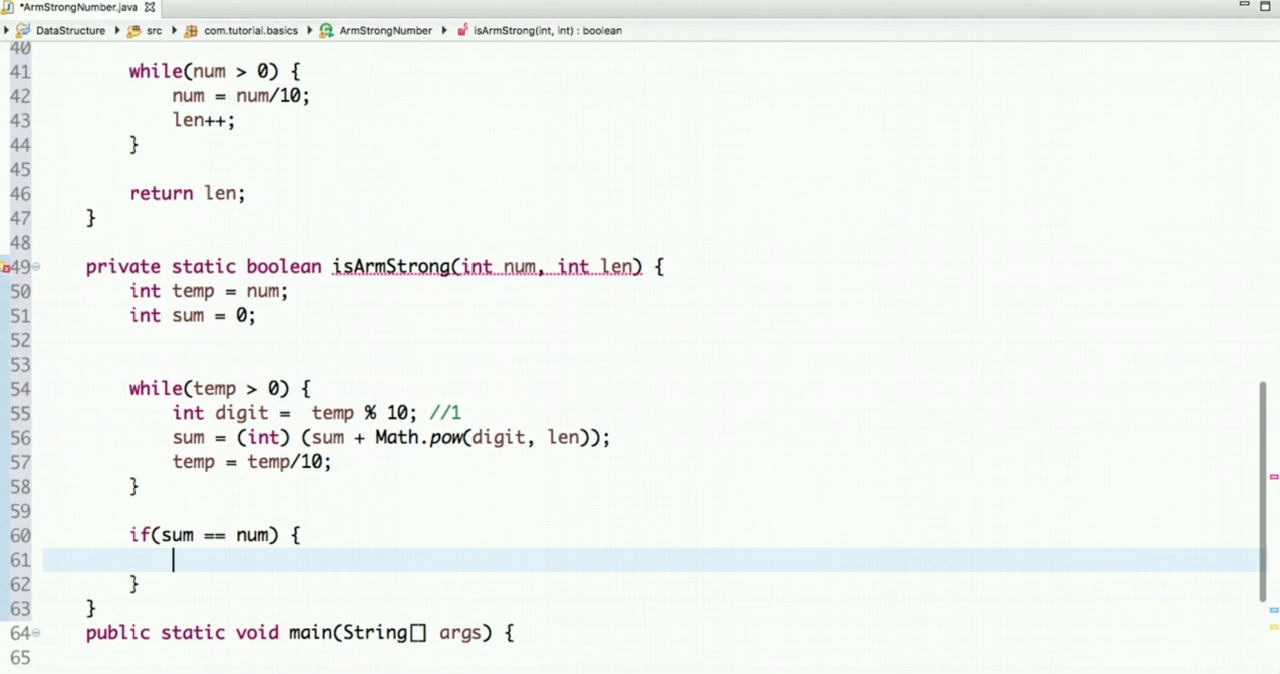 *ArmStrongNumber.java
DataStructure src com.tutorial.basics ArmStrongNumber isArmStrong(int, int) : boolean
40
41 while(num > 0) {
42 num = num/10;
43 len++;
44 }
45
46 return len;
47 }
48
49 private static boolean isArmStrong(int num, int len) {
50 int temp = num;
51 int sum = 0;
52
53
54 while(temp > 0) {
55 int digit = temp % 10; //1
56 sum = (int) (sum + Math.pow(digit, len));
57 temp = temp/10;
58 }
59
60 if(sum == num) {
61
62 }
63 }
64 public static void main(String[] args) {
65